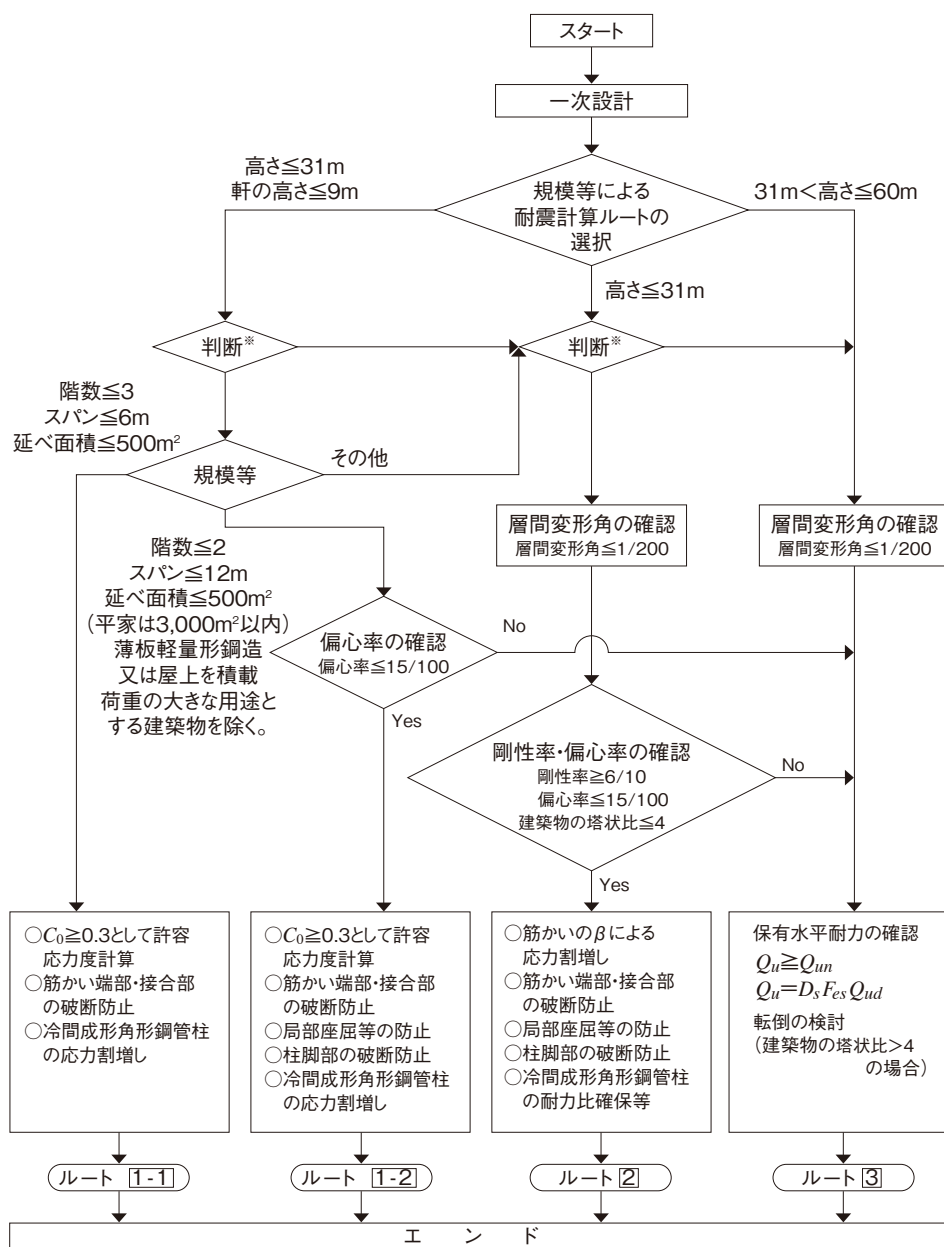 スタート
一次設計
高さ≦31m
軒の高さ≦9m
規模等による
耐震計算ルートの
選択
31m<高さ≦60m
高さ≦31m
判断※
判断※
階数≦3
スパン≦6m
延べ面積≦500m²
規模等
その他
層間変形角の確認
層間変形角≦1/200
層間変形角の確認
層間変形角≦1/200
階数≦2
スパン≦12m
延べ面積≦500m²
(平家は3,000m²以内)
薄板軽量形鋼造
又は屋上を積載
荷重の大きな用途と
する建築物を除く。
偏心率の確認
偏心率≦15/100
No
Yes
剛性率・偏心率の確認
剛性率≧6/10
偏心率≦15/100
建築物の塔状比≦4
No
Yes
○C₀≧0.3として許容
応力度計算
○筋かい端部・接合部
の破断防止
○冷間成形角形鋼管柱
の応力割増し
○C₀≧0.3として許容
応力度計算
○筋かい端部・接合部
の破断防止
○局部座屈等の防止
○柱脚部の破断防止
○冷間成形角形鋼管柱
の応力割増し
○筋かいのβによる
応力割増し
○筋かい端部・接合部
の破断防止
○局部座屈等の防止
○柱脚部の破断防止
○冷間成形角形鋼管柱
の耐力比確保等
保有水平耐力の確認
Qu≧Qun
Qu=DsFesQud
転倒の検討
(建築物の塔状比>4
の場合)
ルート 1-1
ルート 1-2
ルート 2
ルート 3
エンド